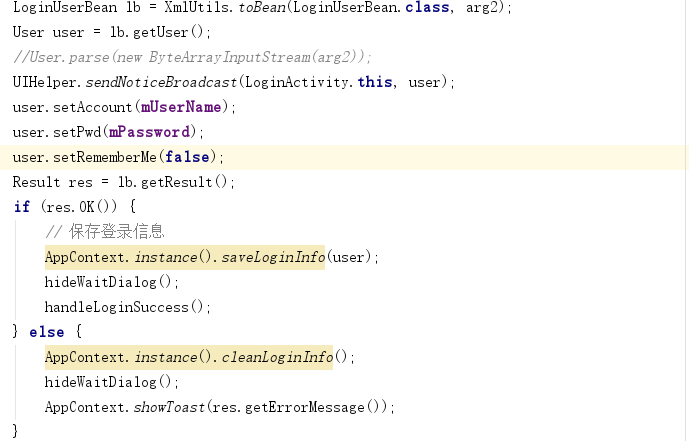 LoginUserBean lb = XmlUtils.toBean(LoginUserBean.class, arg2);
User user = lb.getUser();
//User.parse(new ByteArrayInputStream(arg2));
UIHelper.sendNoticeBroadcast(LoginActivity.this, user);
user.setAccount(mUserName);
user.setPwd(mPassword);
user.setRememberMe(false);
Result res = lb.getResult();
if (res.OK()) {
    // 保存登录信息
    AppContext.instance().saveLoginInfo(user);
    hideWaitDialog();
    handleLoginSuccess();
} else {
    AppContext.instance().cleanLoginInfo();
    hideWaitDialog();
    AppContext.showToast(res.getErrorMessage());
}